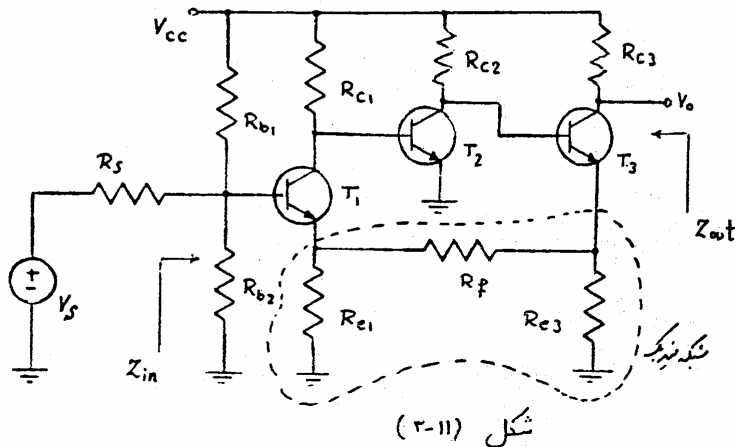 Vcc
Rb1
Rc1
Rc2
Rc3
Vo
T1
T2
T3
Rs
Vs
Zin
Rb2
Re1
Rf
Re3
Zout
شبکه فیدبک
شکل (۳-۱۱)